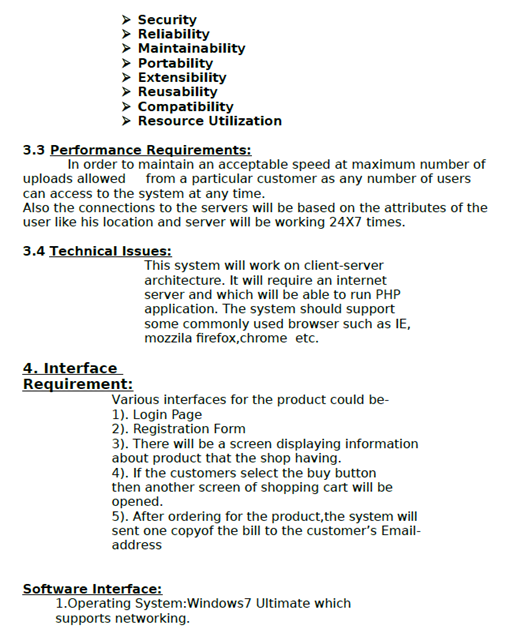 ➢ Security
➢ Reliability
➢ Maintainability
➢ Portability
➢ Extensibility
➢ Reusability
➢ Compatibility
➢ Resource Utilization
3.3 Performance Requirements:
In order to maintain an acceptable speed at maximum number of
uploads allowed from a particular customer as any number of users
can access to the system at any time.
Also the connections to the servers will be based on the attributes of the
user like his location and server will be working 24X7 times.
3.4 Technical Issues:
This system will work on client-server
architecture. It will require an internet
server and which will be able to run PHP
application. The system should support
some commonly used browser such as IE,
mozzila firefox,chrome etc.
4. Interface
Requirement:
Various interfaces for the product could be-
1). Login Page
2). Registration Form
3). There will be a screen displaying information
about product that the shop having.
4). If the customers select the buy button
then another screen of shopping cart will be
opened.
5). After ordering for the product,the system will
sent one copyof the bill to the customer’s Email-
address
Software Interface:
1.Operating System:Windows7 Ultimate which
supports networking.